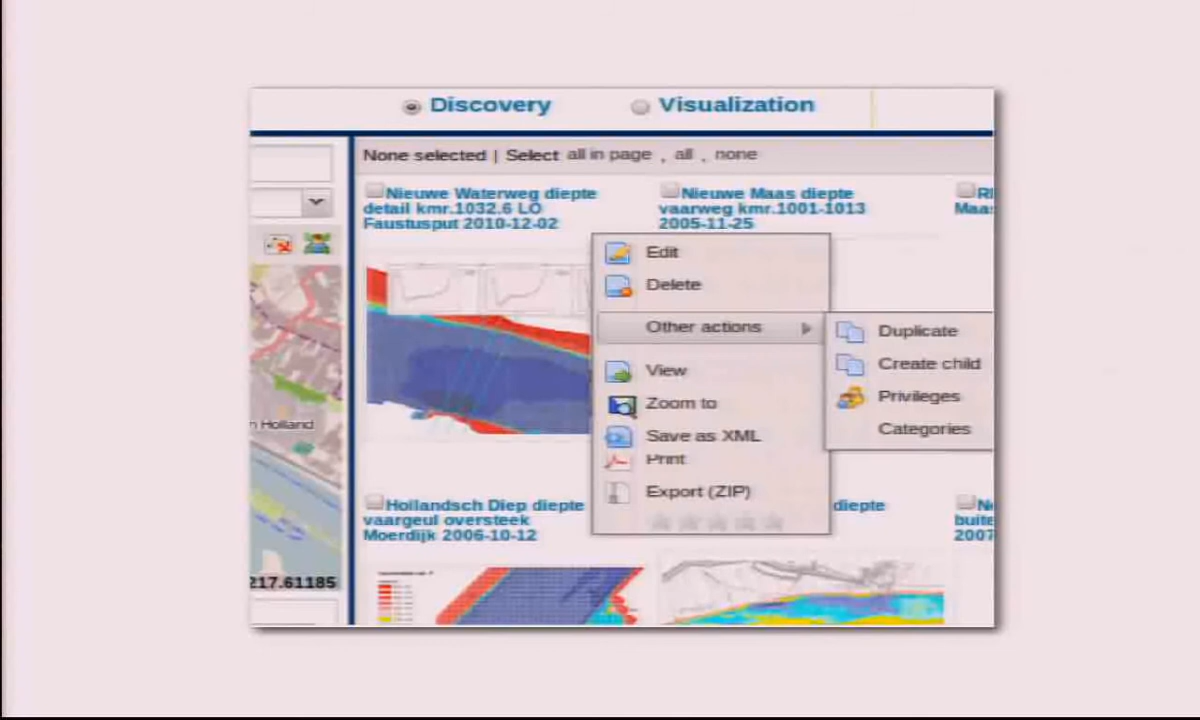 Discovery Visualization
None selected | Select all in page , all , none
Nieuwe Waterweg diepte
detail kmr.1032.6 LO
Faustusput 2010-12-02
Nieuwe Maas diepte
vaarweg kmr.1001-1013
2005-11-25
Maas
Edit
Delete
Other actions
View
Zoom to
Save as XML
Print
Export (ZIP)
Duplicate
Create child
Privileges
Categories
Holland
217.61185
Hollandsch Diep diepte
vaargeul oversteek
Moerdijk 2006-10-12
diepte
buite
2007